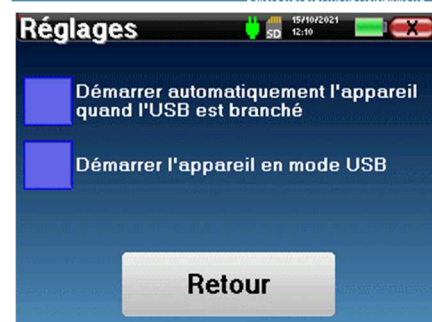 Réglages
SD
15/10/2021
12:10
X
Démarrer automatiquement l'appareil
quand l'USB est branché
Démarrer l'appareil en mode USB
Retour